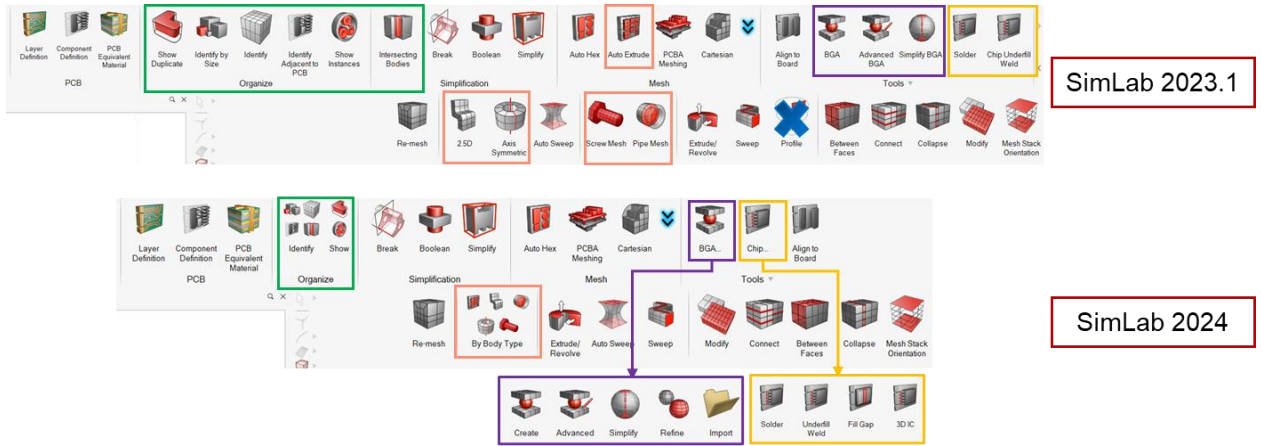 Layer
Definition
Component
Definition
PCB
Equivalent
Material
PCB
Show
Duplicate
Identify by
Size
Identify
Identify
Adjacent to
PCB
Show
Instances
Organize
Intersecting
Bodies
Break
Boolean
Simplify
Simplification
Auto Hex
Auto Extrude
PCBA
Meshing
Cartesian
Mesh
Align to
Board
BGA
Advanced
BGA
Simplify BGA
Solder
Chip Underfill
Weld
Tools
SimLab 2023.1
Re-mesh
2.5D
Axis
Symmetric
Auto Sweep
Screw Mesh
Pipe Mesh
Extrude/
Revolve
Sweep
Profile
Between
Faces
Connect
Collapse
Modify
Mesh Stack
Orientation
Layer
Definition
Component
Definition
PCB
Equivalent
Material
PCB
Identify
Show
Organize
Break
Boolean
Simplify
Simplification
Auto Hex
PCBA
Meshing
Cartesian
Mesh
BGA...
Chip...
Align to
Board
Tools
Re-mesh
By Body Type
Extrude/
Revolve
Auto Sweep
Sweep
Modify
Connect
Between
Faces
Collapse
Mesh Stack
Orientation
SimLab 2024
Create
Advanced
Simplify
Refine
Import
Solder
Underfill
Weld
Fill Gap
3D IC